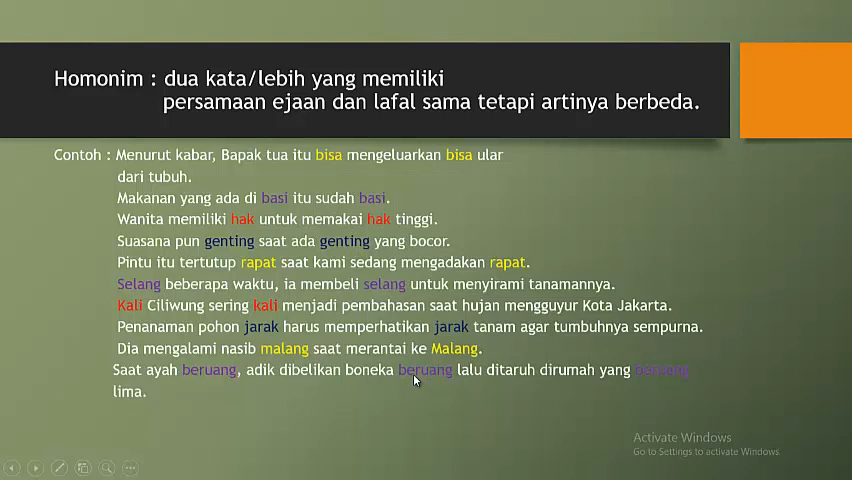 Homonim : dua kata/lebih yang memiliki
persamaan ejaan dan lafal sama tetapi artinya berbeda.
Contoh : Menurut kabar, Bapak tua itu bisa mengeluarkan bisa ular
dari tubuh.
Makanan yang ada di basi itu sudah basi.
Wanita memiliki hak untuk memakai hak tinggi.
Suasana pun genting saat ada genting yang bocor.
Pintu itu tertutup rapat saat kami sedang mengadakan rapat.
Selang beberapa waktu, ia membeli selang untuk menyirami tanamannya.
Kali Ciliwung sering kali menjadi pembahasan saat hujan mengguyur Kota Jakarta.
Penanaman pohon jarak harus memperhatikan jarak tanam agar tumbuhnya sempurna.
Dia mengalami nasib malang saat merantai ke Malang.
Saat ayah beruang, adik dibelikan boneka beruang lalu ditaruh dirumah yang beruang
lima.
Activate Windows
Go to Settings to activate Windows.